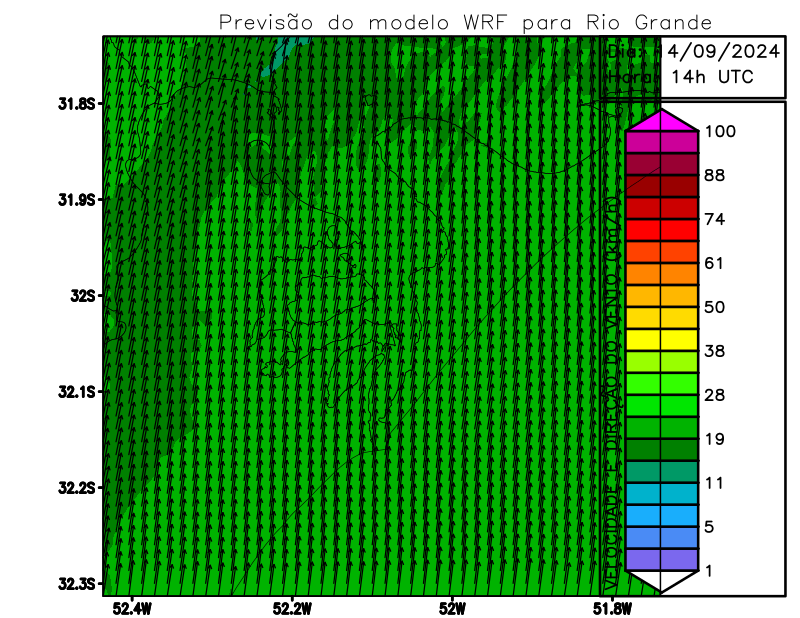 Previsão do modelo WRF para Rio Grande
Dia: 14/09/2024
Hora: 14h UTC
31.8S
31.9S
32S
32.1S
32.2S
32.3S
52.4W
52.2W
52W
51.8W
VELOCIDADE E DIREÇÃO DO VENTO (km/h)
100
88
74
61
50
38
28
19
11
5
1